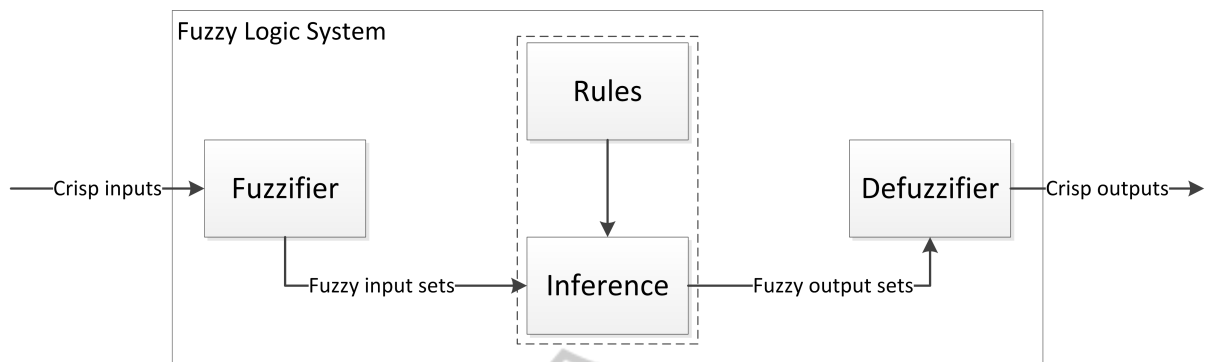 Fuzzy Logic System
Rules
Crisp inputs
Fuzzifier
Defuzzifier
Crisp outputs
Fuzzy input sets
Inference
Fuzzy output sets